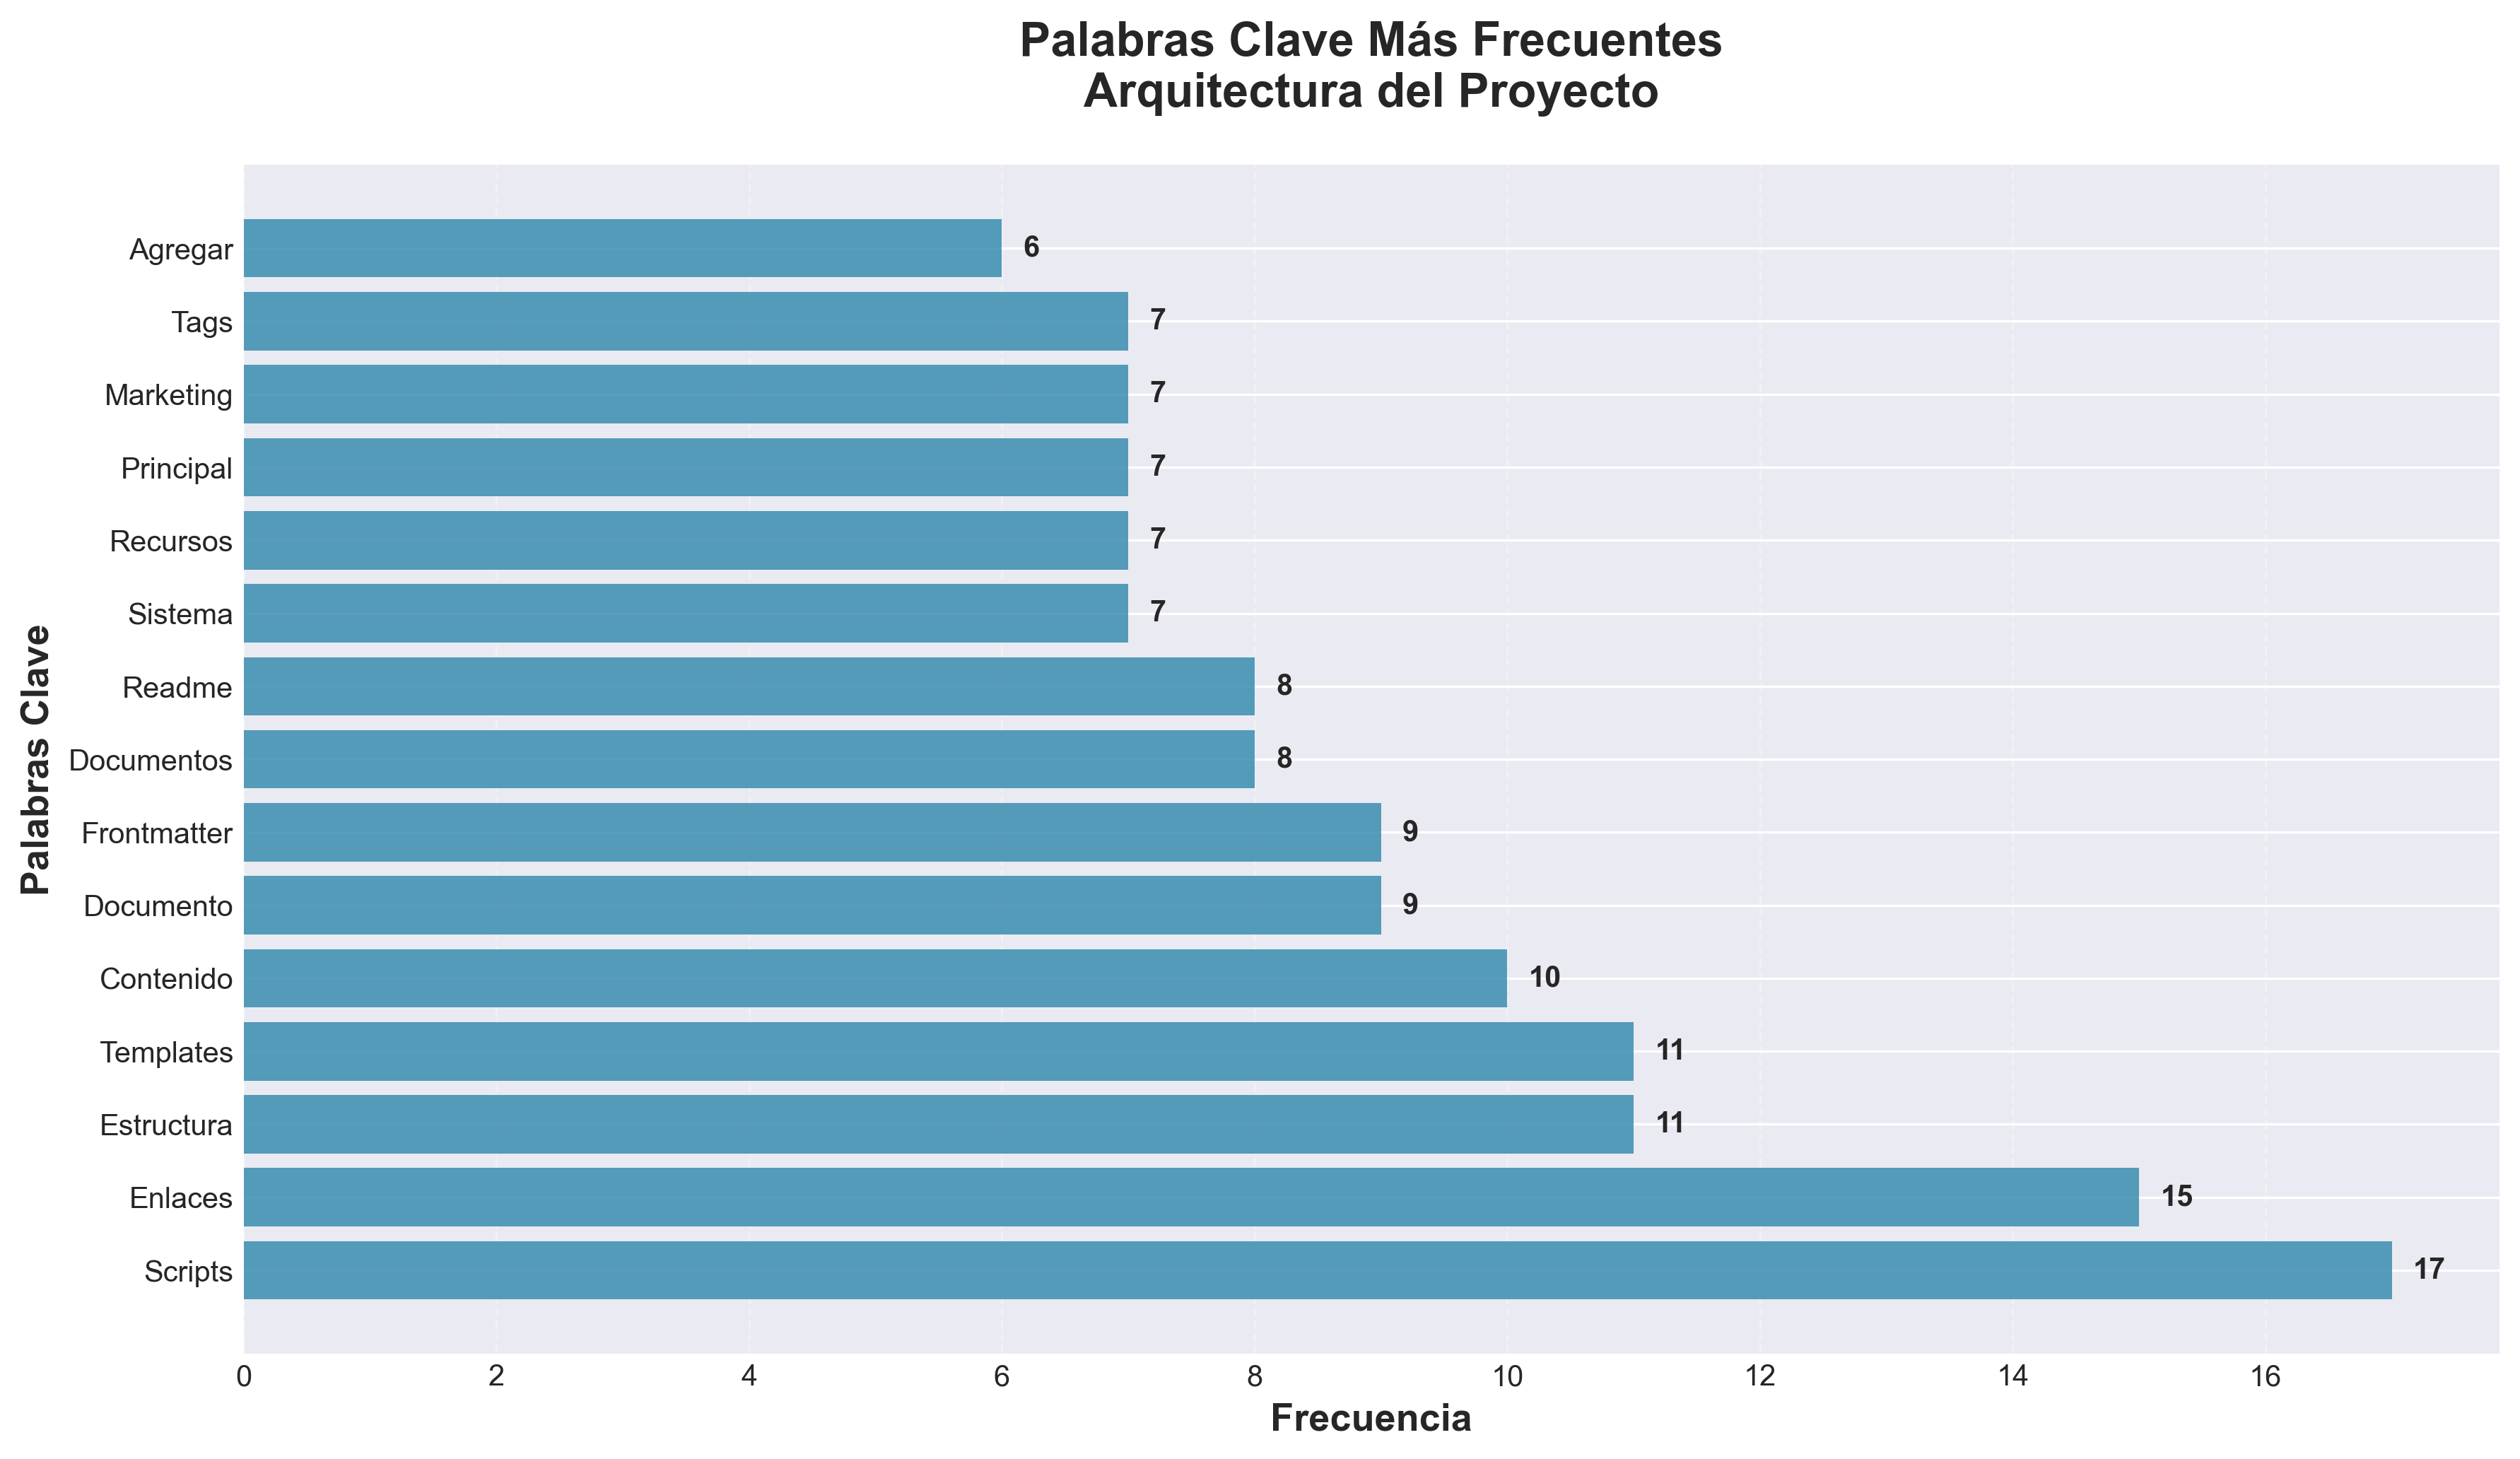 Palabras Clave Más Frecuentes
Arquitectura del Proyecto
Palabras Clave
Agregar 6
Tags 7
Marketing 7
Principal 7
Recursos 7
Sistema 7
Readme 8
Documentos 8
Frontmatter 9
Documento 9
Contenido 10
Templates 11
Estructura 11
Enlaces 15
Scripts 17
0 2 4 6 8 10 12 14 16
Frecuencia